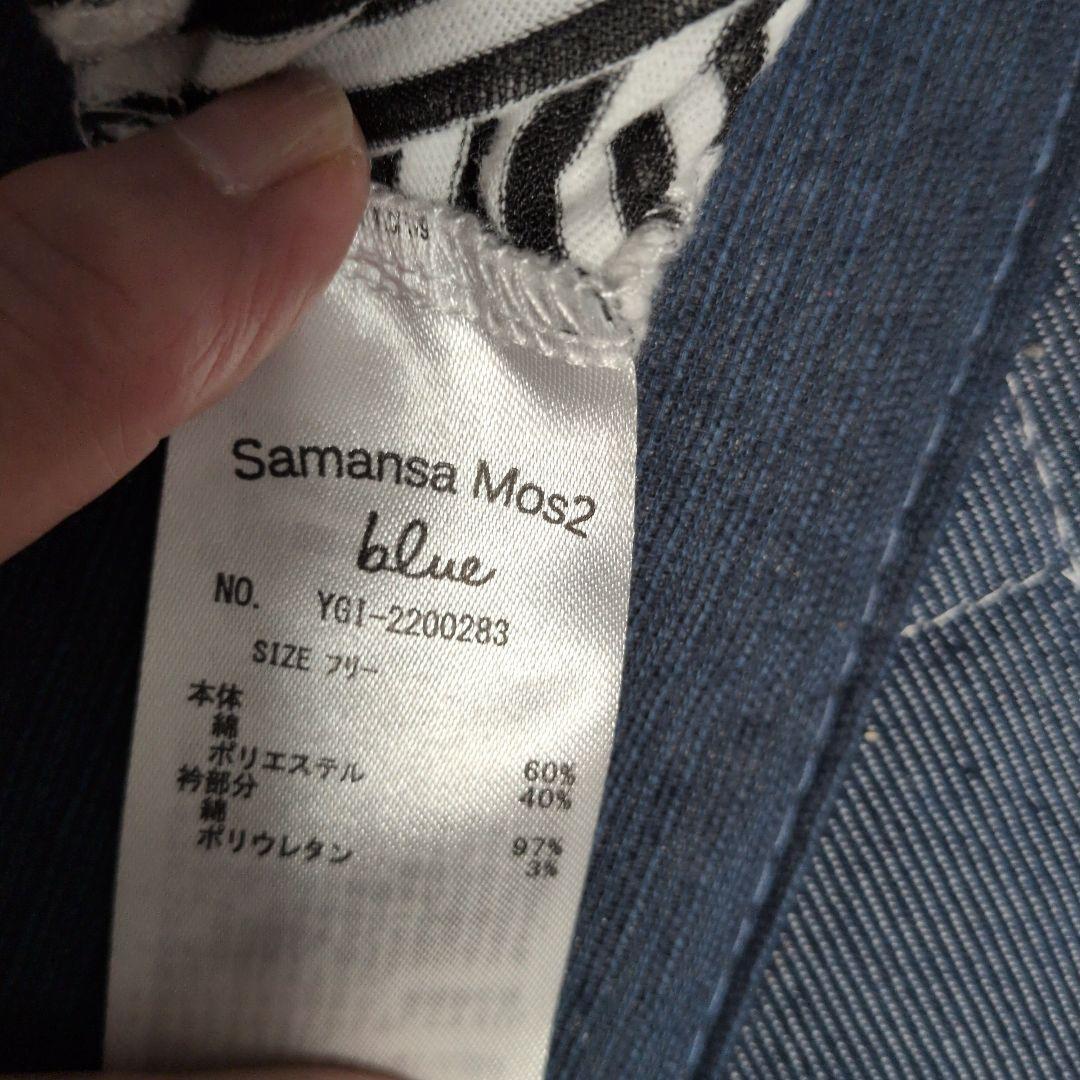 Samansa Mos2
blue
NO. YGI-2200283
SIZE フリー
本体
綿 60%
ポリエステル 40%
衿部分
綿 97%
ポリウレタン 3%